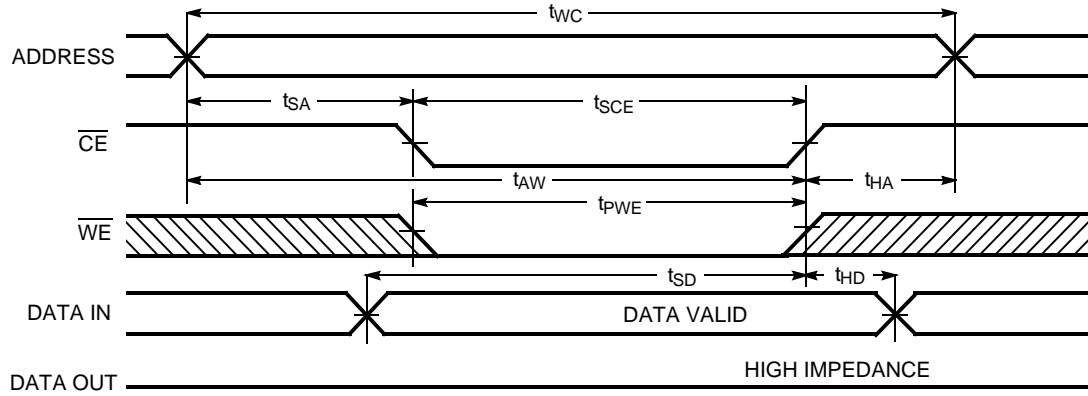 tWC
ADDRESS
tSA
tSCE
CE
tAW
tHA
tPWE
WE
tSD
tHD
DATA IN
DATA VALID
HIGH IMPEDANCE
DATA OUT